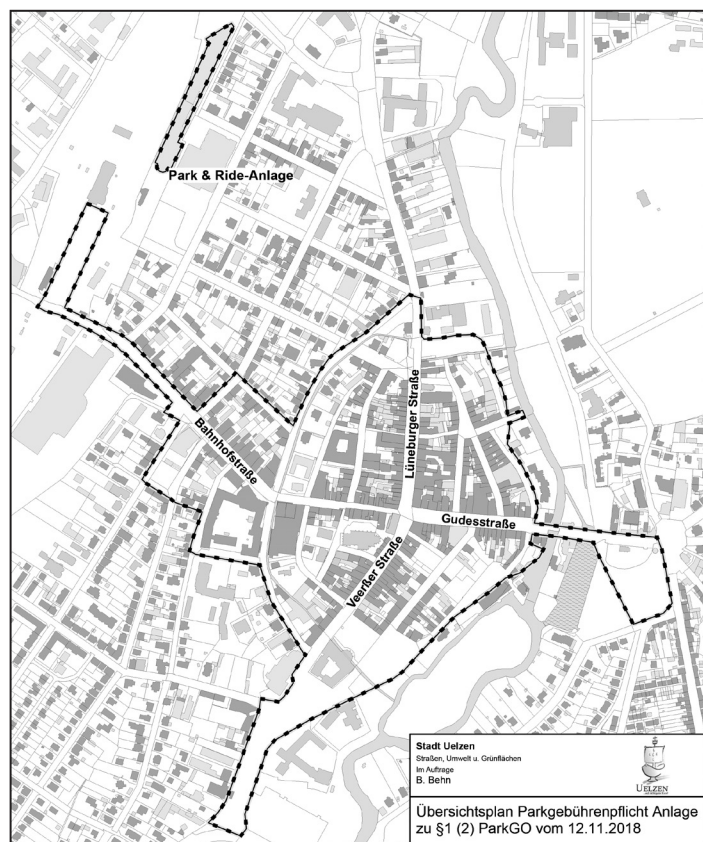 Park & Ride-Anlage
Bahnhofstraße
Lüneburger Straße
Gudesstraße
Veerßer Straße
Stadt Uelzen
Straßen, Umwelt u. Grünflächen
Im Auftrage
B. Behn
UELZEN
Übersichtsplan Parkgebührenpflicht Anlage
zu §1 (2) ParkGO vom 12.11.2018